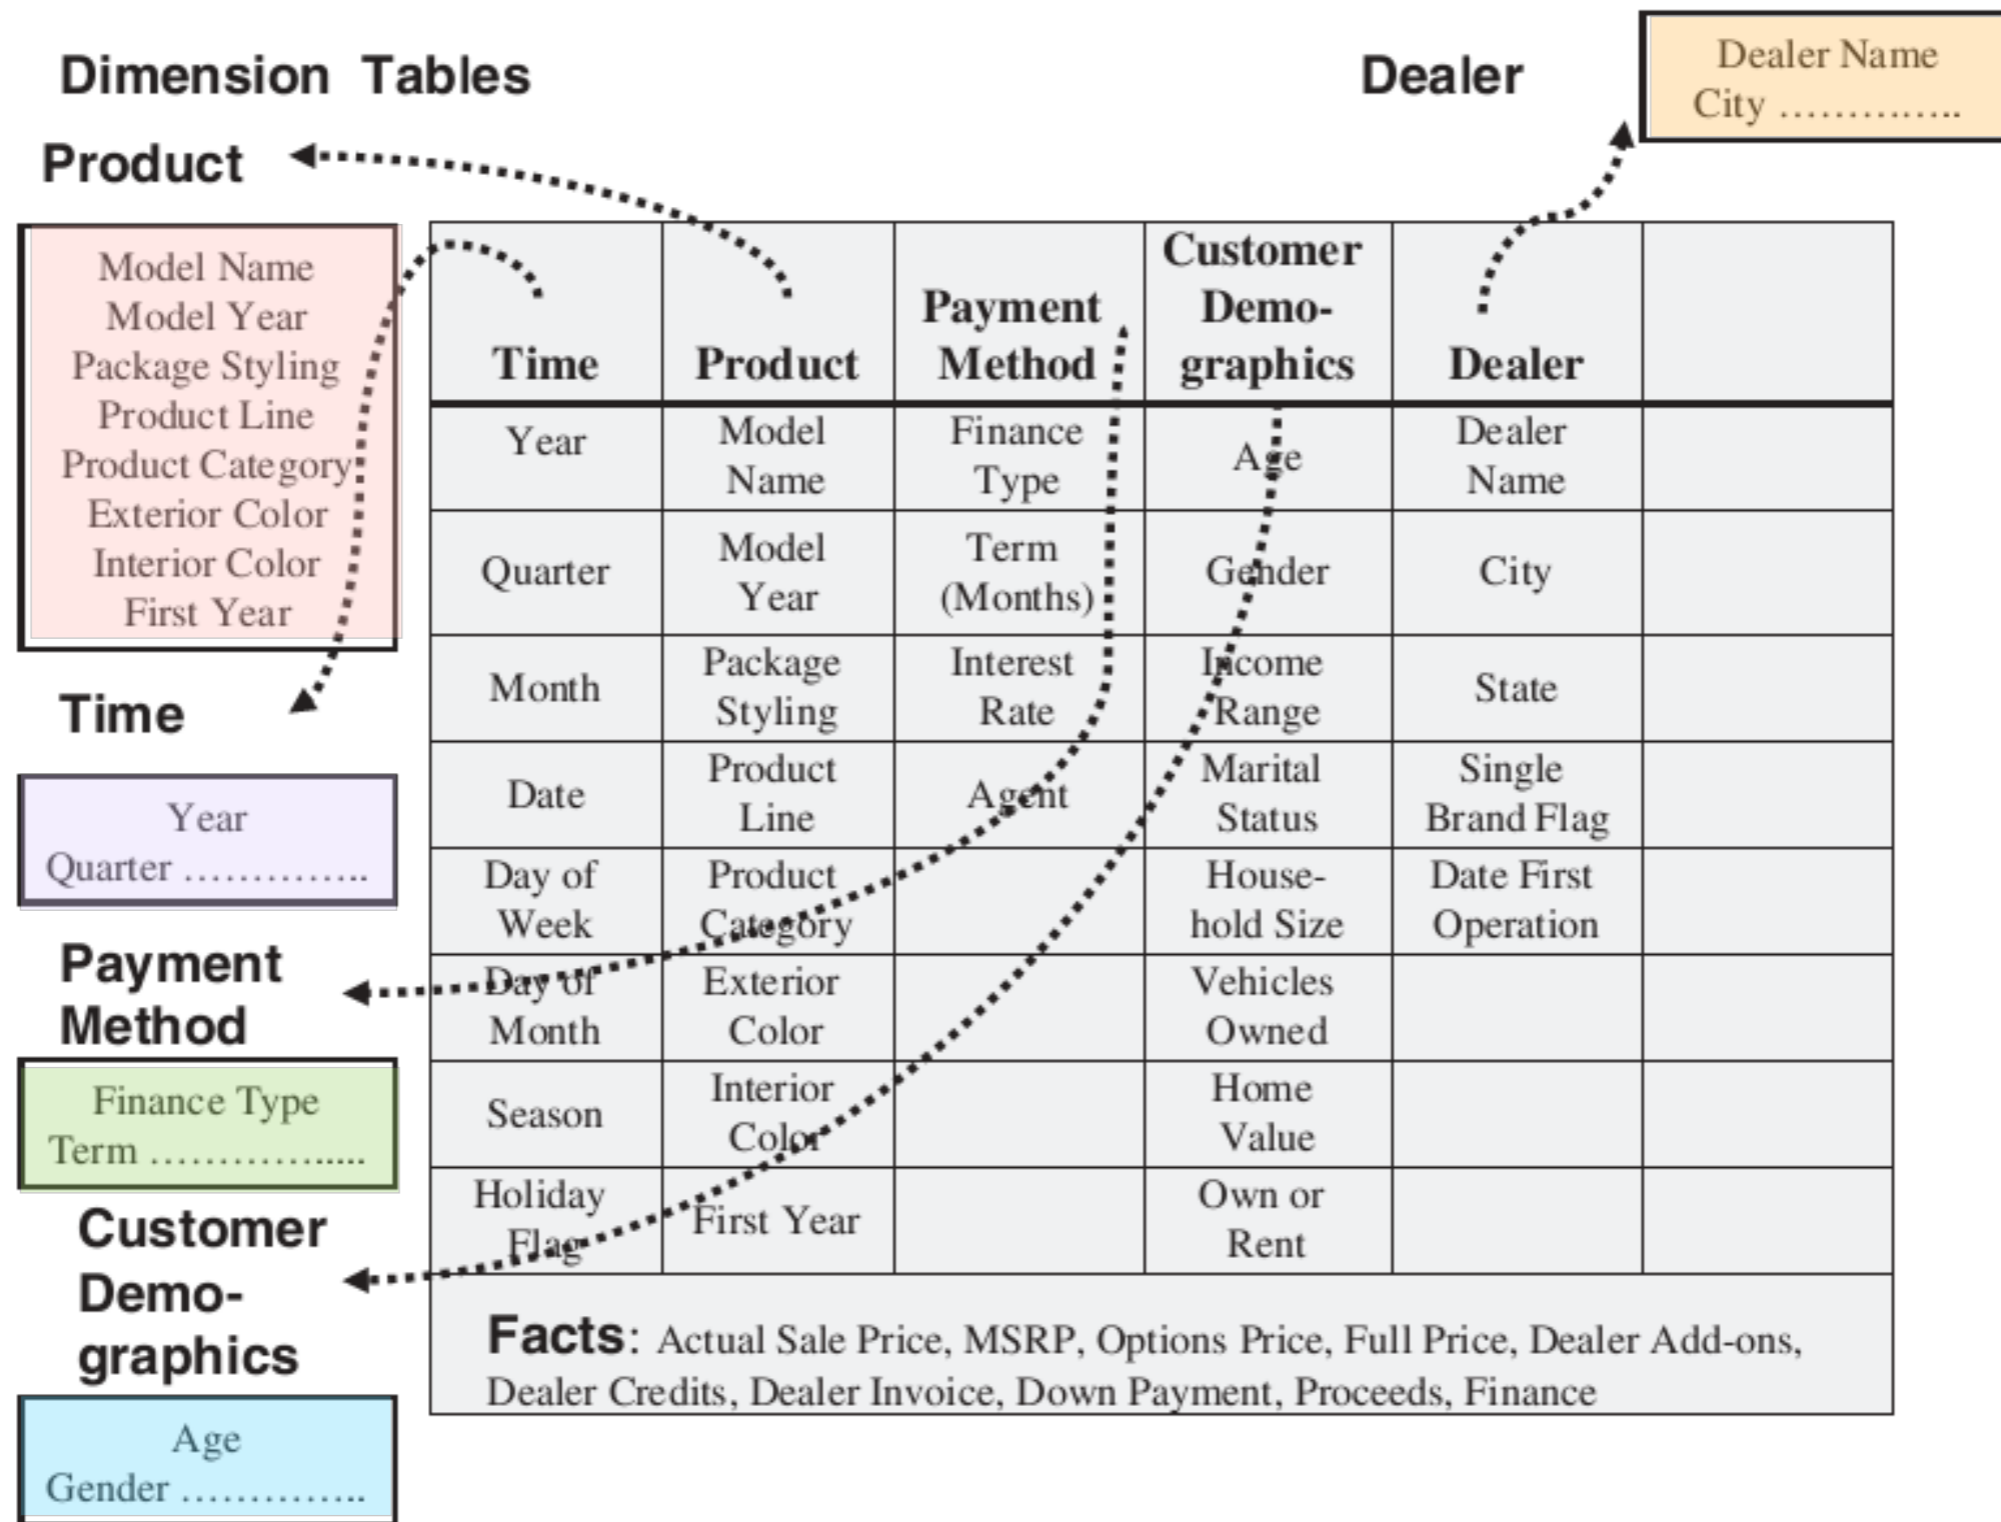 Dimension Tables
Dealer
Dealer Name
City …………..
Product
Model Name
Model Year
Package Styling
Product Line
Product Category
Exterior Color
Interior Color
First Year
Time
Year
Quarter …………..
Payment
Method
Finance Type
Term ………….....
Customer
Demo-
graphics
Age
Gender …………..
Time
Product
Payment
Method
Customer
Demo-
graphics
Dealer
Year
Model
Name
Finance
Type
Age
Dealer
Name
Quarter
Model
Year
Term
(Months)
Gender
City
Month
Package
Styling
Interest
Rate
Income
Range
State
Date
Product
Line
Agent
Marital
Status
Single
Brand Flag
Day of
Week
Product
Category
House-
hold Size
Date First
Operation
Day of
Month
Exterior
Color
Vehicles
Owned
Season
Interior
Color
Home
Value
Holiday
Flag
First Year
Own or
Rent
Facts: Actual Sale Price, MSRP, Options Price, Full Price, Dealer Add-ons,
Dealer Credits, Dealer Invoice, Down Payment, Proceeds, Finance